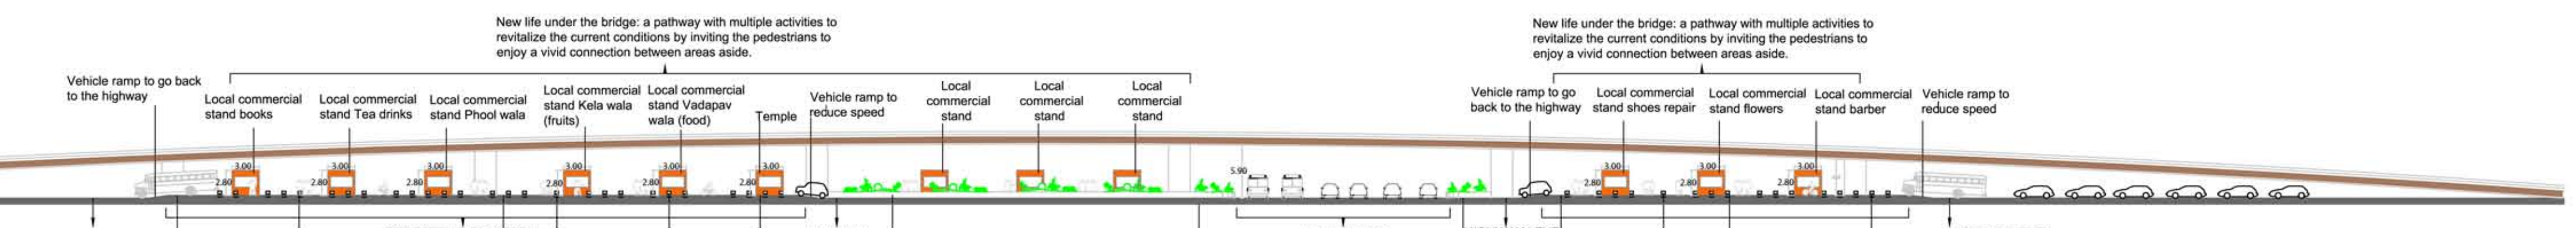 New life under the bridge: a pathway with multiple activities to
revitalize the current conditions by inviting the pedestrians to
enjoy a vivid connection between areas aside.
New life under the bridge: a pathway with multiple activities to
revitalize the current conditions by inviting the pedestrians to
enjoy a vivid connection between areas aside.
Vehicle ramp to go back
to the highway
Local commercial
stand books
Local commercial
stand Tea drinks
Local commercial
stand Phool wala
Local commercial
stand Kela wala
(fruits)
Local commercial
stand Vadapav
wala (food)
Temple
Vehicle ramp to
reduce speed
Local
commercial
stand
Local
commercial
stand
Local
commercial
stand
Vehicle ramp to go
back to the highway
Local commercial
stand shoes repair
Local commercial
stand flowers
Local commercial
stand barber
Vehicle ramp to
reduce speed
3.00
2.80
3.00
2.80
3.00
2.80
3.00
2.80
3.00
2.80
3.00
2.80
5.90
3.00
2.80
3.00
2.80
3.00
2.80